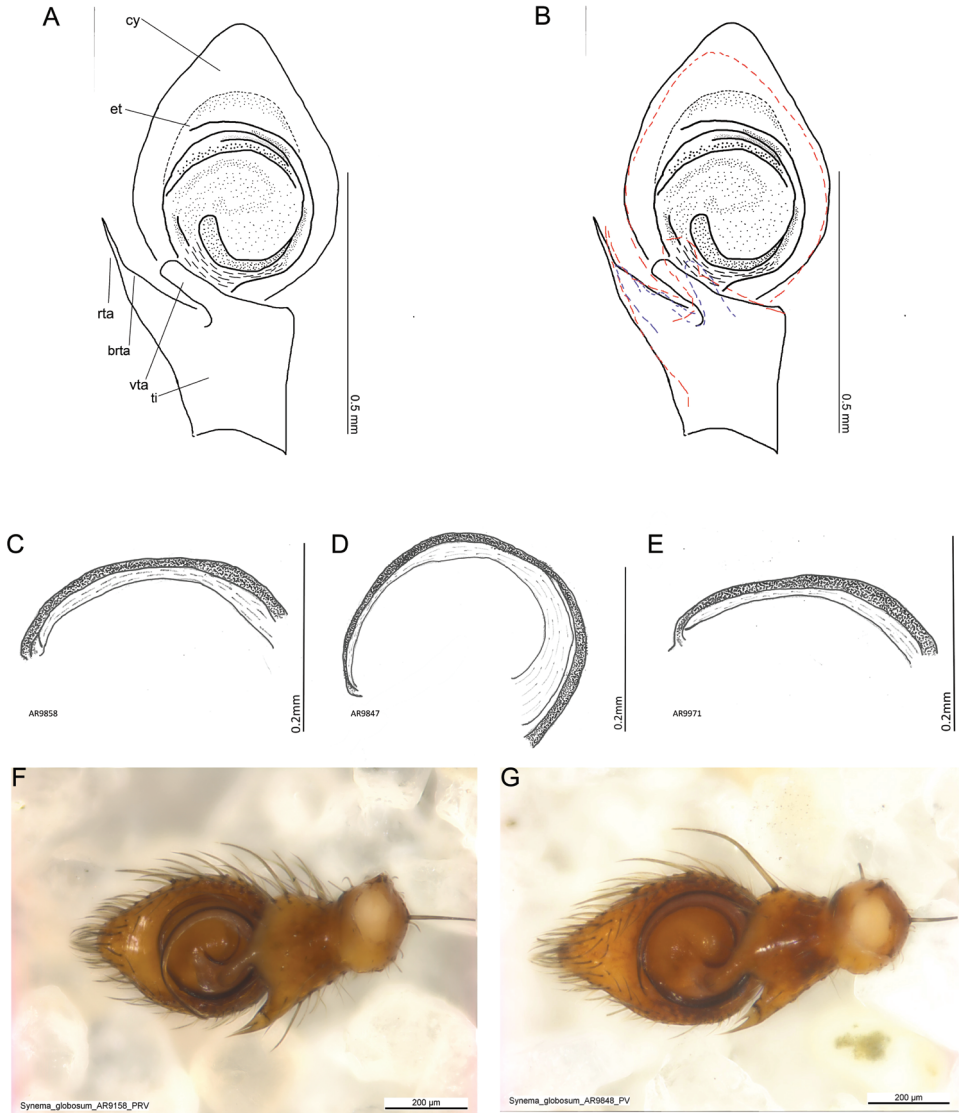 A
cy
et
rta
brta
vta
ti
0.5 mm
B
0.5 mm
C
AR9858
0.2mm
D
AR9847
0.2mm
E
AR9971
0.2mm
F
Synema_globosum_AR9158_PRV
200 µm
G
Synema_globosum_AR9848_PV
200 µm